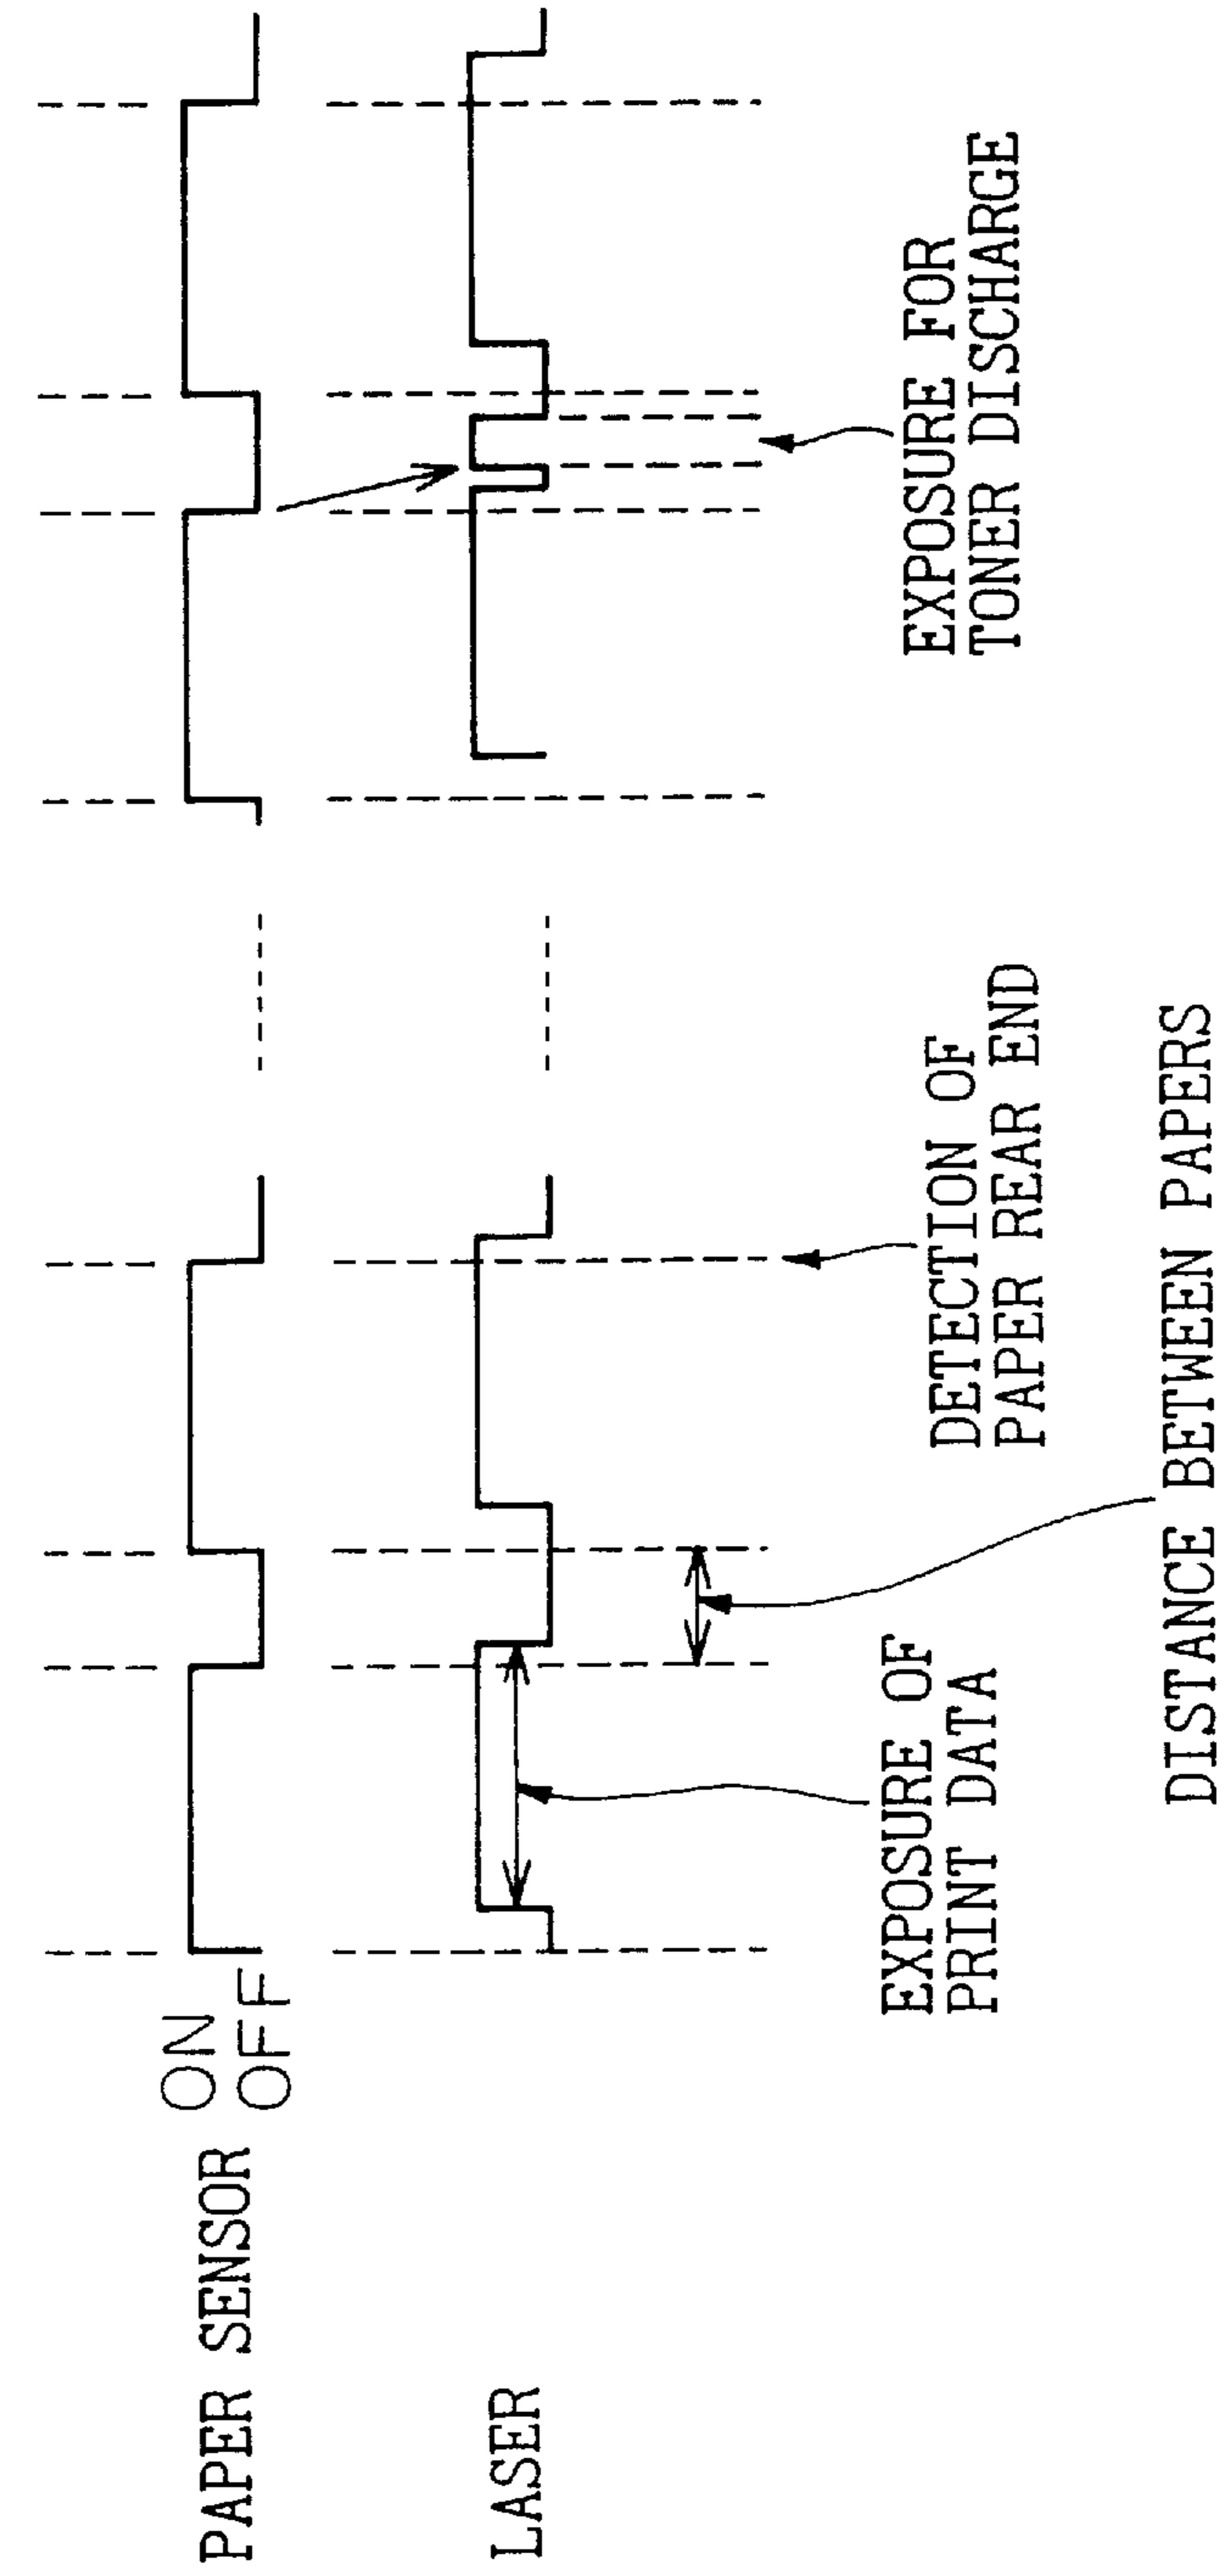 PAPER SENSOR
ON
OFF
LASER
EXPOSURE OF
PRINT DATA
DISTANCE BETWEEN PAPERS
DETECTION OF
PAPER REAR END
EXPOSURE FOR
TONER DISCHARGE